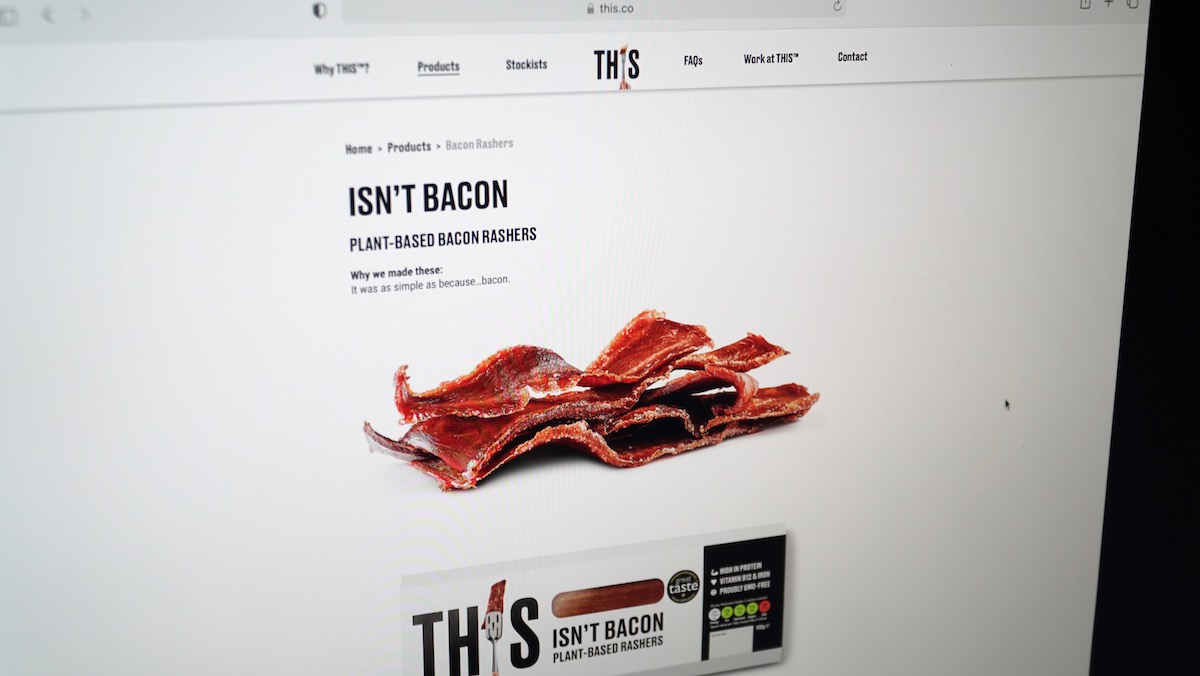 this.co
Why THIS™? Products Stockists THIS FAQs Work at THIS™ Contact
Home > Products > Bacon Rashers
ISN'T BACON
PLANT-BASED BACON RASHERS
Why we made these:
It was as simple as because...bacon.
THIS
ISN'T BACON
PLANT-BASED RASHERS
great
taste
HIGH IN PROTEIN
VITAMIN B12 & IRON
PROUDLY GMO-FREE